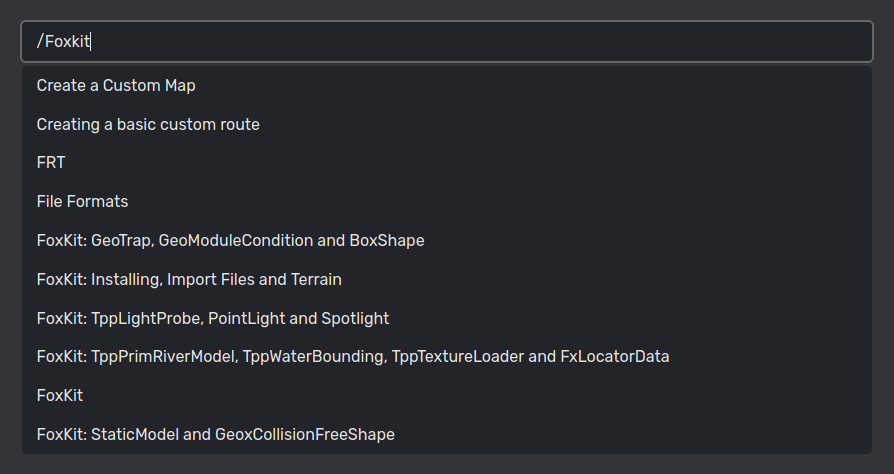 /Foxkit
Create a Custom Map
Creating a basic custom route
FRT
File Formats
FoxKit: GeoTrap, GeoModuleCondition and BoxShape
FoxKit: Installing, Import Files and Terrain
FoxKit: TppLightProbe, PointLight and Spotlight
FoxKit: TppPrimRiverModel, TppWaterBounding, TppTextureLoader and FxLocatorData
FoxKit
FoxKit: StaticModel and GeoxCollisionFreeShape